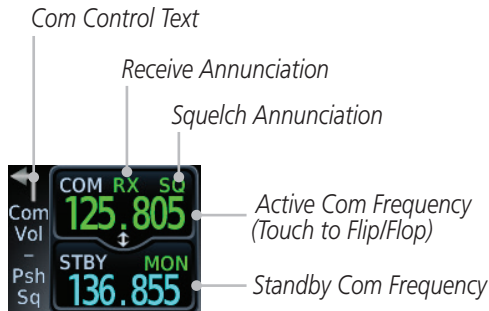 Com Control Text
Receive Annunciation
Squelch Annunciation
COM RX SQ
125.805
Com
Vol
–
Psh
Sq
STBY MON
136.855
Active Com Frequency
(Touch to Flip/Flop)
Standby Com Frequency